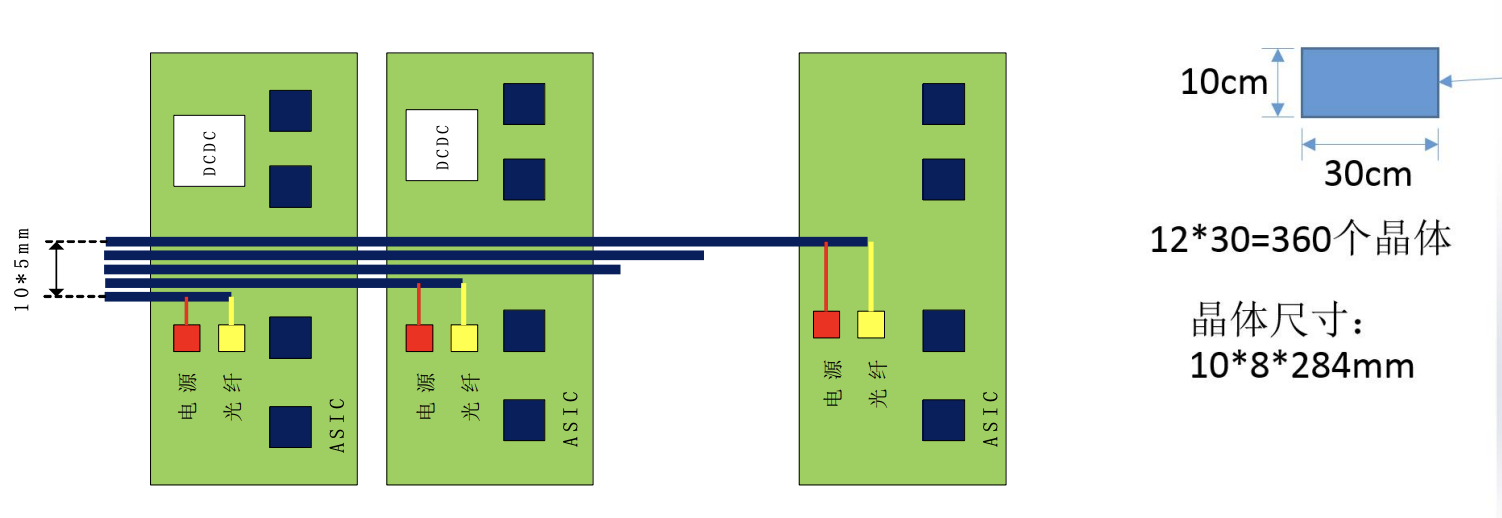 DCDC
电源
光纤
ASIC
DCDC
电源
光纤
ASIC
电源
光纤
ASIC
10*5mm
10cm
30cm
12*30=360个晶体
晶体尺寸：
10*8*284mm